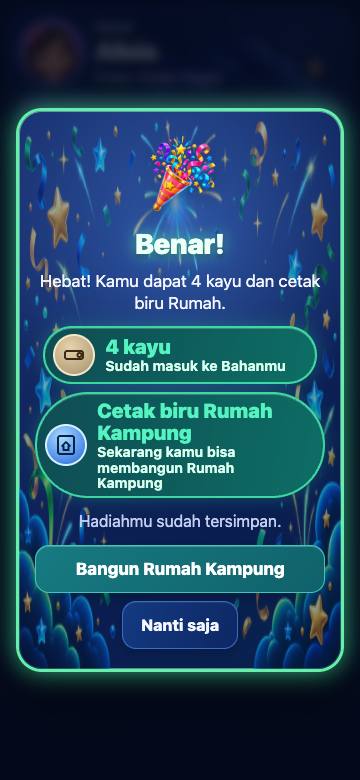 Benar!
Hebat! Kamu dapat 4 kayu dan cetak
biru Rumah.
4 kayu
Sudah masuk ke Bahanmu
Cetak biru Rumah
Kampung
Sekarang kamu bisa
membangun Rumah
Kampung
Hadiahmu sudah tersimpan.
Bangun Rumah Kampung
Nanti saja